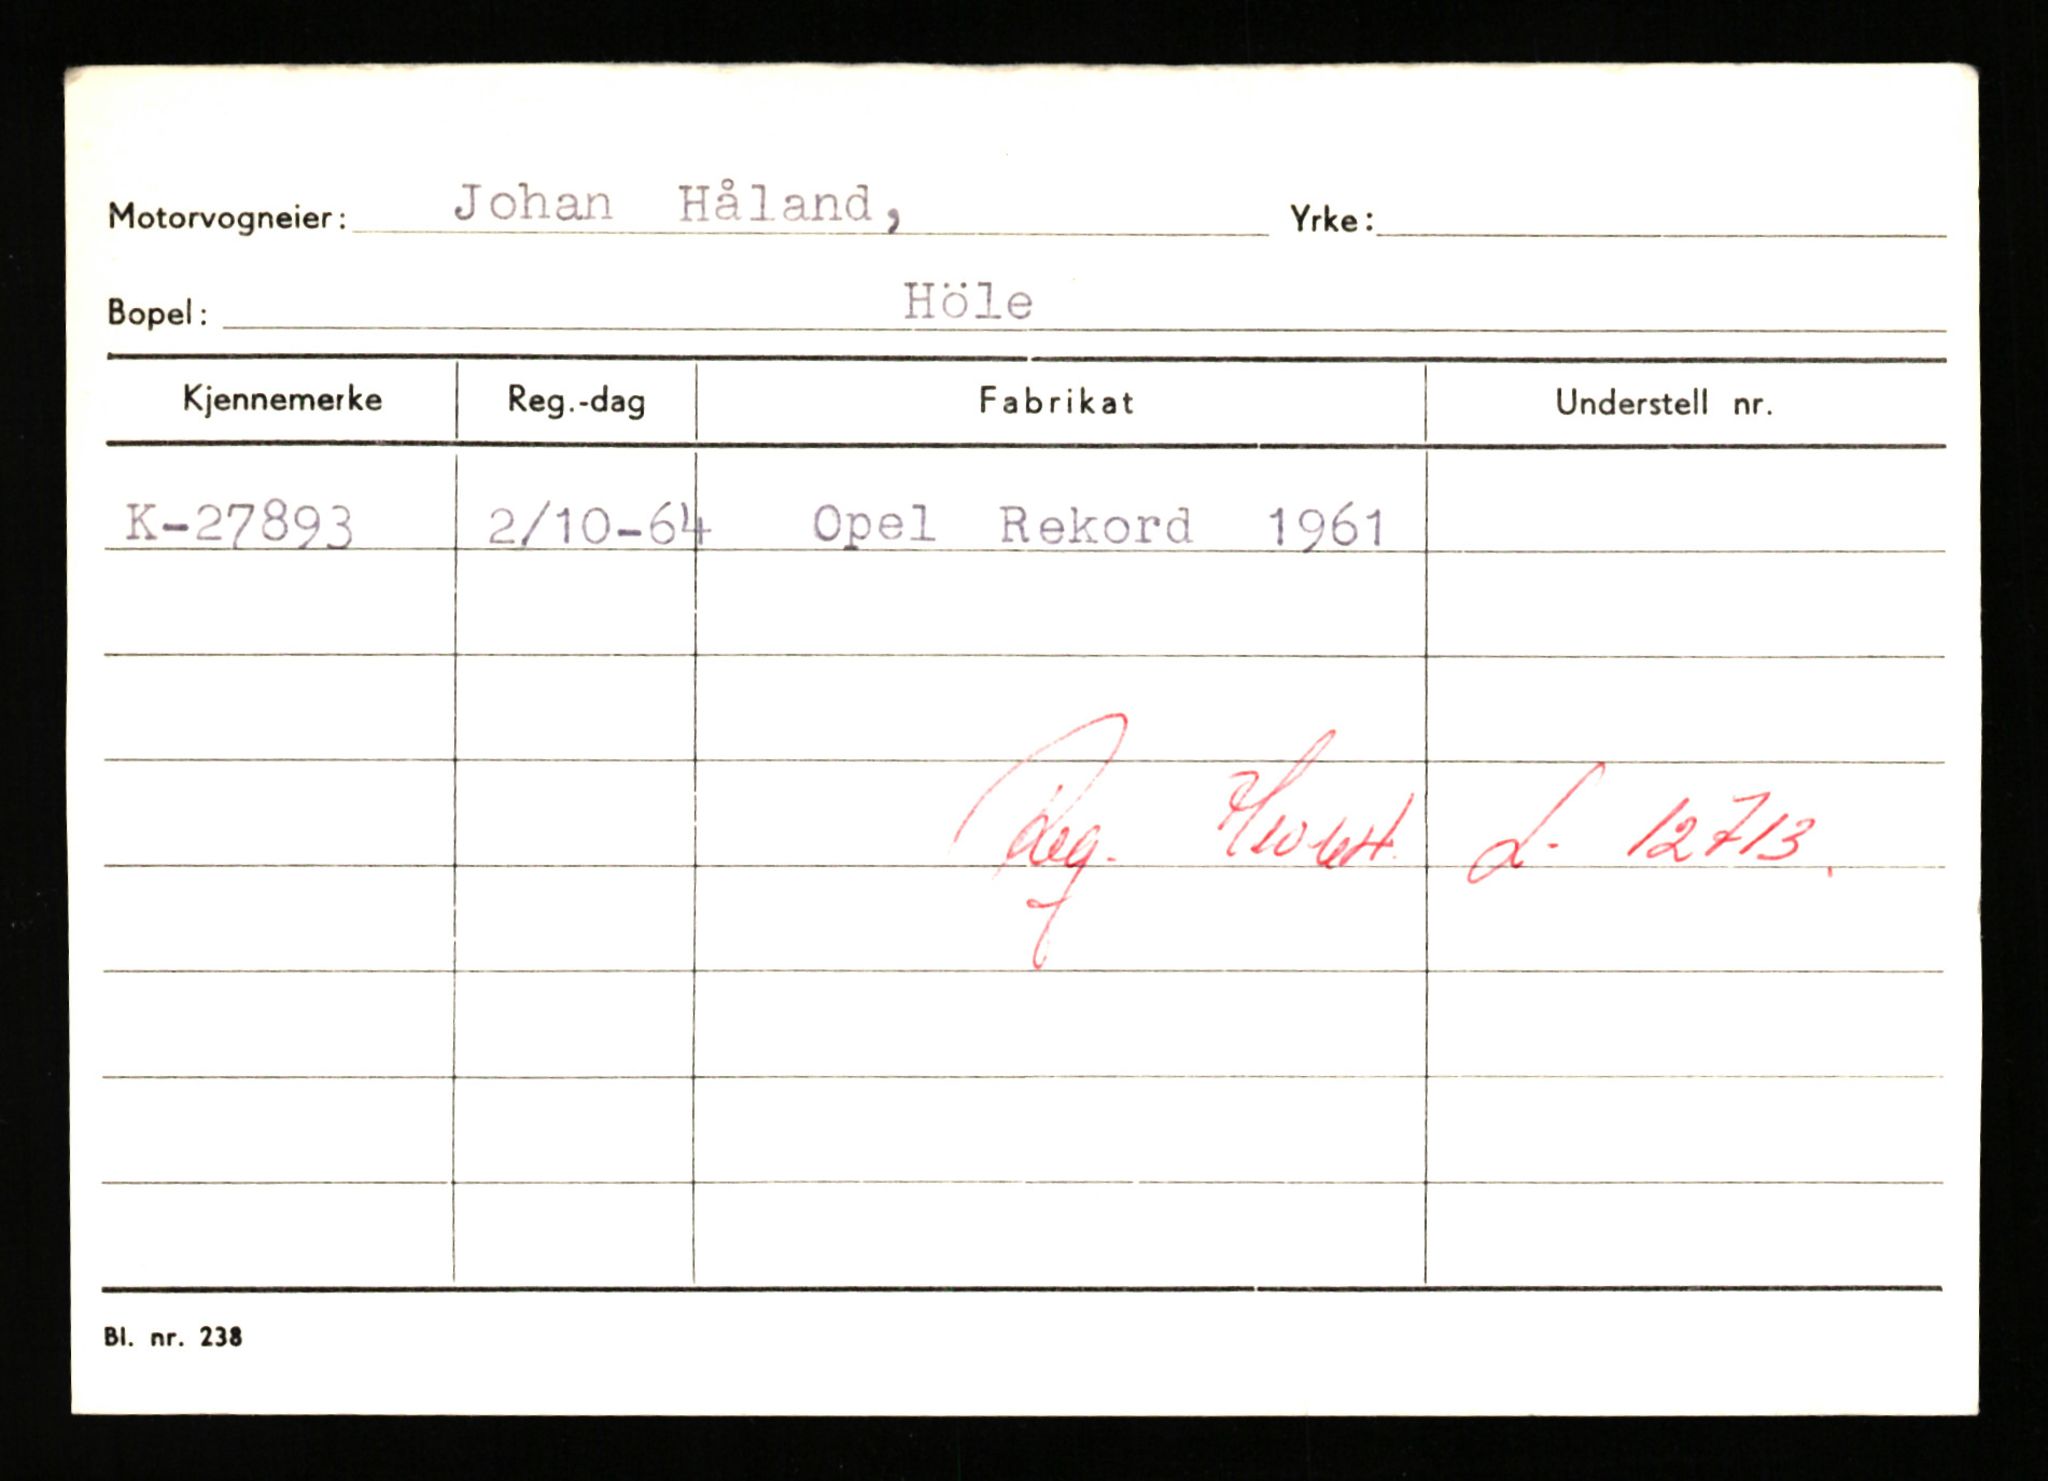 Motorvogneier: Johan Håland, Yrke:
Bopel: Höle
Kjennemerke Reg.-dag Fabrikat Understell nr.
K-27893 2/10-64 Opel Rekord 1961
Reg. L- 12713.
Bl. nr. 238